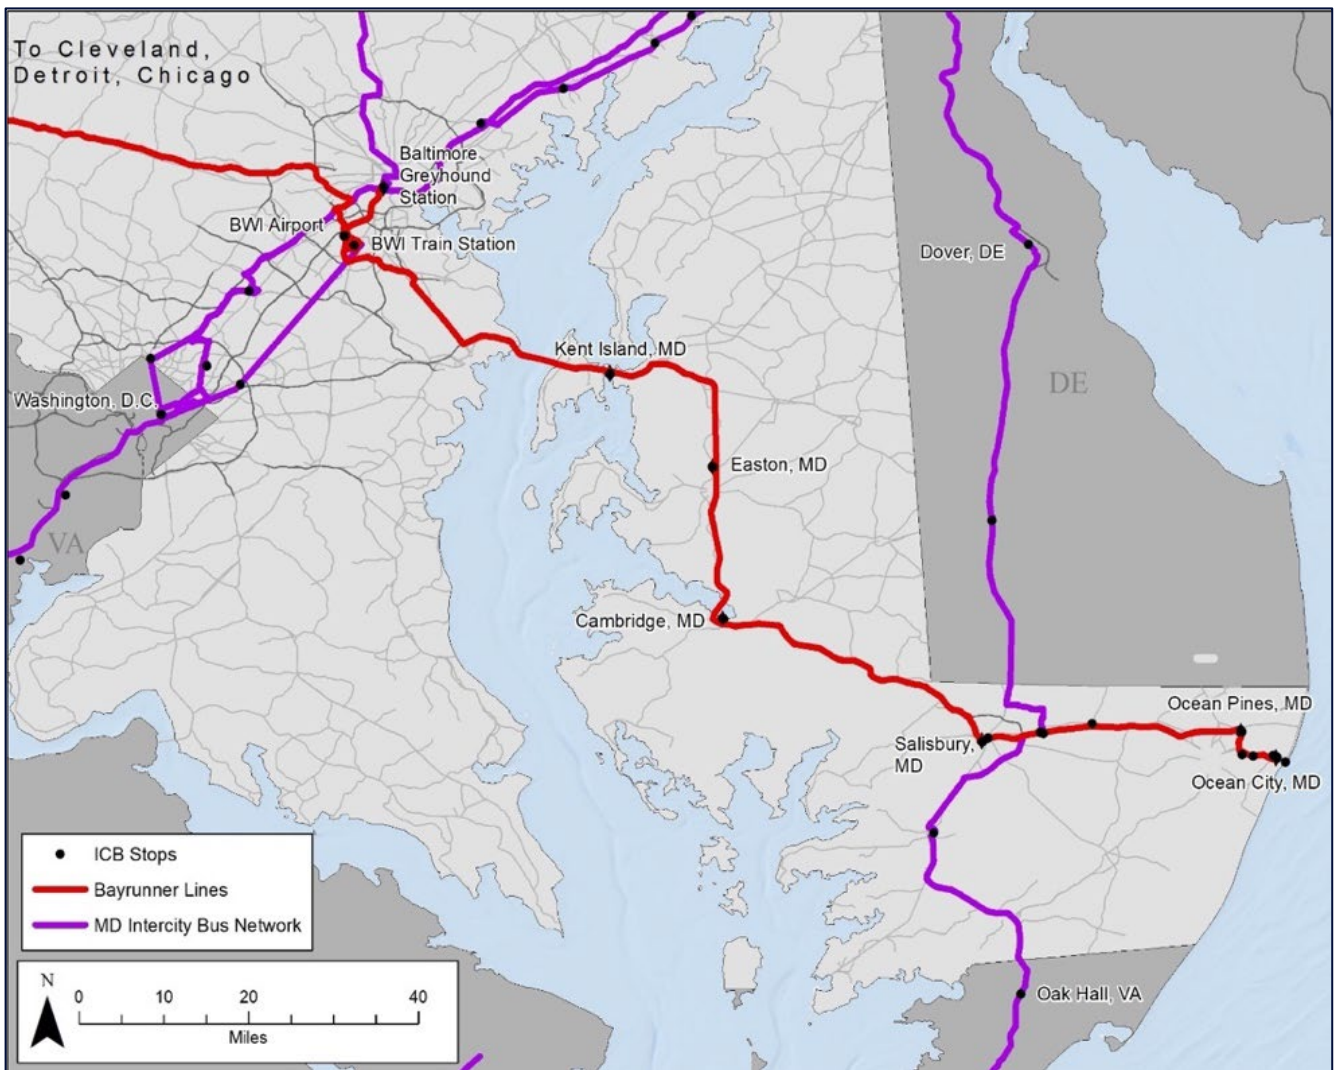 To Cleveland,
Detroit, Chicago
Baltimore
Greyhound
Station
BWI Airport
BWI Train Station
Dover, DE
Kent Island, MD
DE
Washington, D.C.
Easton, MD
VA
Cambridge, MD
Ocean Pines, MD
Salisbury,
MD
Ocean City, MD
ICB Stops
Bayrunner Lines
MD Intercity Bus Network
N
0 10 20 40
Miles
Oak Hall, VA